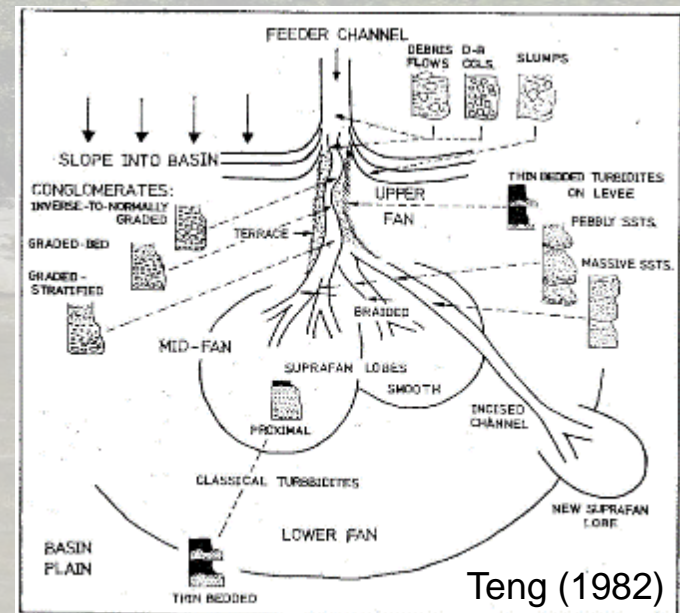 FEEDER CHANNEL
DEBRIS
FLOWS
D-A
CGLS.
SLUMPS
SLOPE INTO BASIN
CONGLOMERATES:
INVERSE-TO-NORMALLY
GRADED
GRADED-BED
GRADED-
STRATIFIED
TERRACE
UPPER
FAN
THIN BEDDED TURBIDITES
ON LEVEE
PEBBLY SSTS.
MASSIVE SSTS.
BRAIDED
MID-FAN
SUPRAFAN LOBES
SMOOTH
PROXIMAL
INCISED
CHANNEL
CLASSICAL TURBIDITES
NEW SUPRAFAN
LOBE
LOWER FAN
BASIN
PLAIN
THIN BEDDED
Teng (1982)